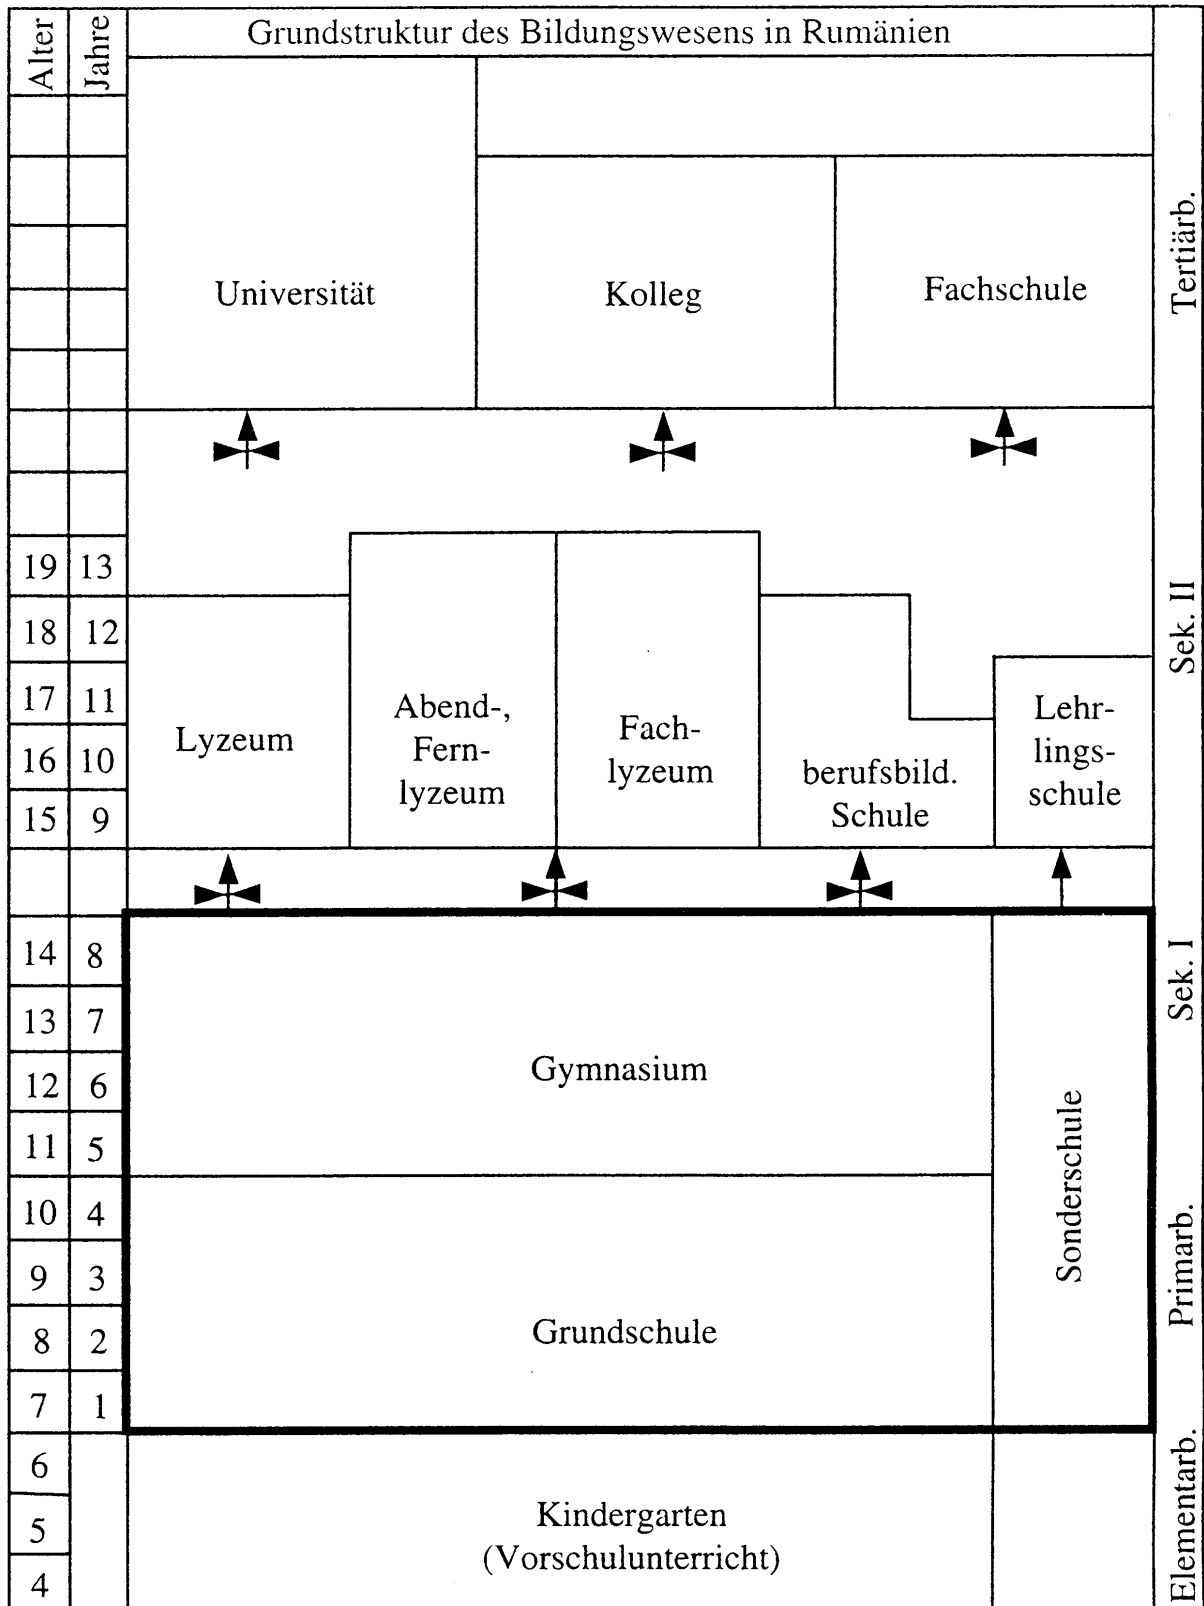 Grundstruktur des Bildungswesens in Rumänien
Alter
Jahre
Universität
Kolleg
Fachschule
Tertiärb.
19 13
18 12
17 11
16 10
15 9
Lyzeum
Abend-,
Fern-
lyzeum
Fach-
lyzeum
berufsbild.
Schule
Lehr-
lings-
schule
Sek. II
14 8
13 7
12 6
11 5
Gymnasium
Sek. I
10 4
9 3
8 2
7 1
Grundschule
Sonderschule
Primarb.
6
5
4
Kindergarten
(Vorschulunterricht)
Elementarb.